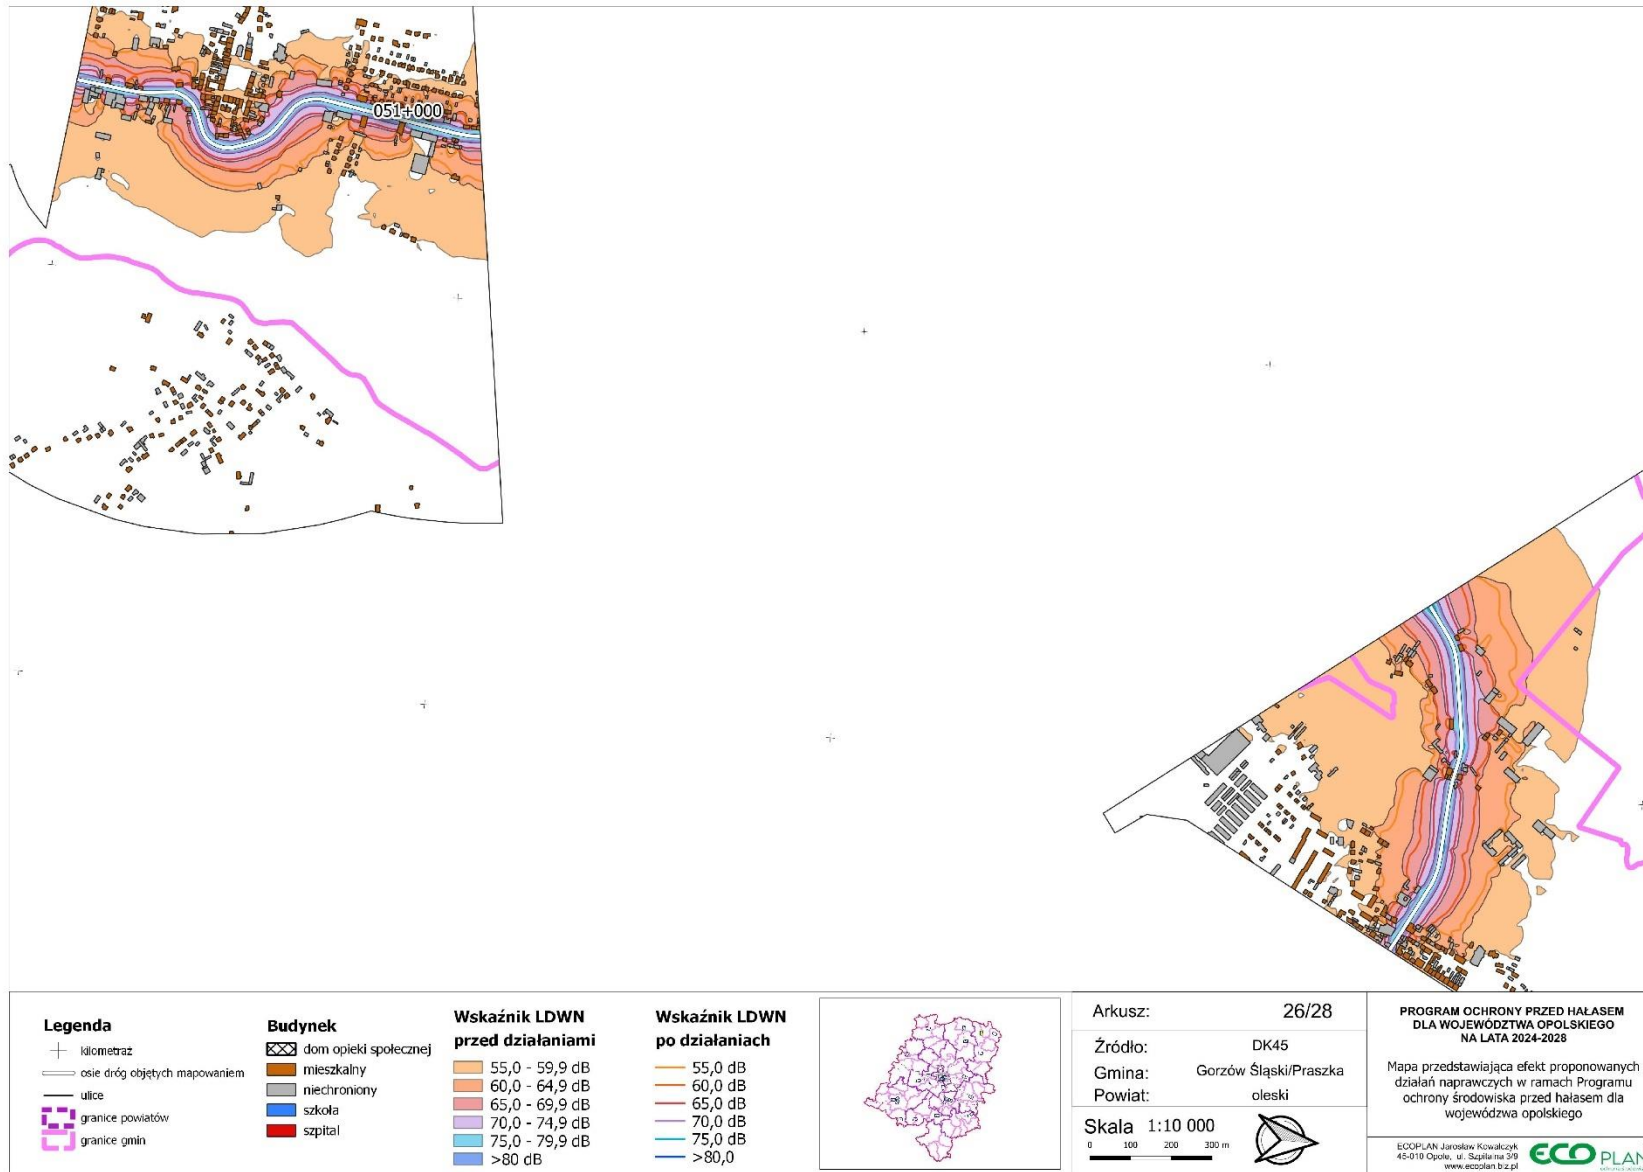 051+000
Legenda
kilometraż
osie dróg objętych mapowaniem
ulice
granice powiatów
granice gmin
Budynek
dom opieki społecznej
mieszkalny
niechroniony
szkoła
szpital
Wskaźnik LDWN
przed działaniami
55,0 - 59,9 dB
60,0 - 64,9 dB
65,0 - 69,9 dB
70,0 - 74,9 dB
75,0 - 79,9 dB
>80 dB
Wskaźnik LDWN
po działaniach
55,0 dB
60,0 dB
65,0 dB
70,0 dB
75,0 dB
>80,0
Arkusz: 26/28
Źródło: DK45
Gmina: Gorzów Śląski/Praszka
Powiat: oleski
Skala 1:10 000
0 100 200 300 m
PROGRAM OCHRONY PRZED HAŁASEM
DLA WOJEWÓDZTWA OPOLSKIEGO
NA LATA 2024-2028
Mapa przedstawiająca efekt proponowanych
działań naprawczych w ramach Programu
ochrony środowiska przed hałasem dla
wojewódzwa opolskiego
ECOPLAN Jarosław Kowalczyk
45-010 Opole, ul. Szpitalna 3/9
www.ecoplan.biz.pl
ECO PLAN